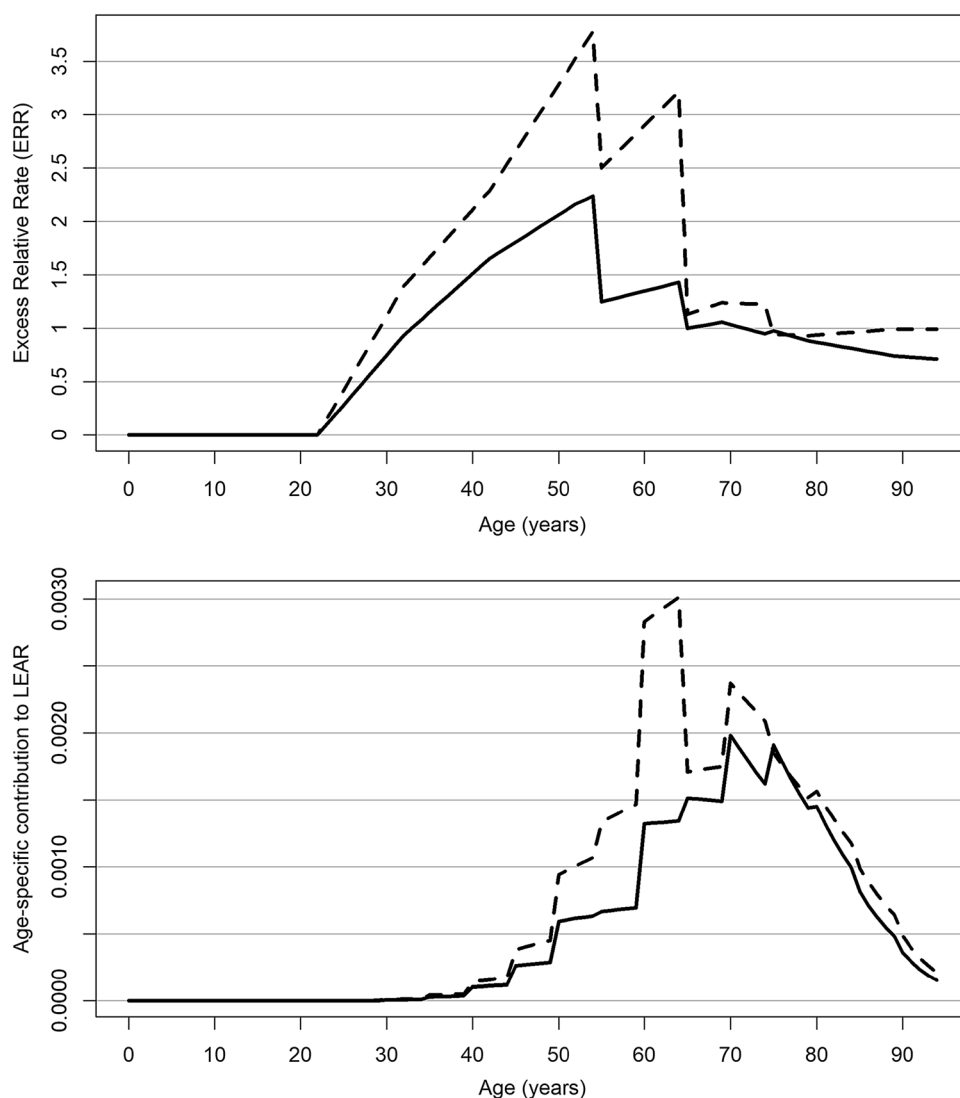 Excess Relative Rate (ERR)
3.5
3
2.5
2
1.5
1
0.5
0
0 10 20 30 40 50 60 70 80 90
Age (years)
Age-specific contribution to LEAR
0.0030
0.0020
0.0010
0.0000
0 10 20 30 40 50 60 70 80 90
Age (years)